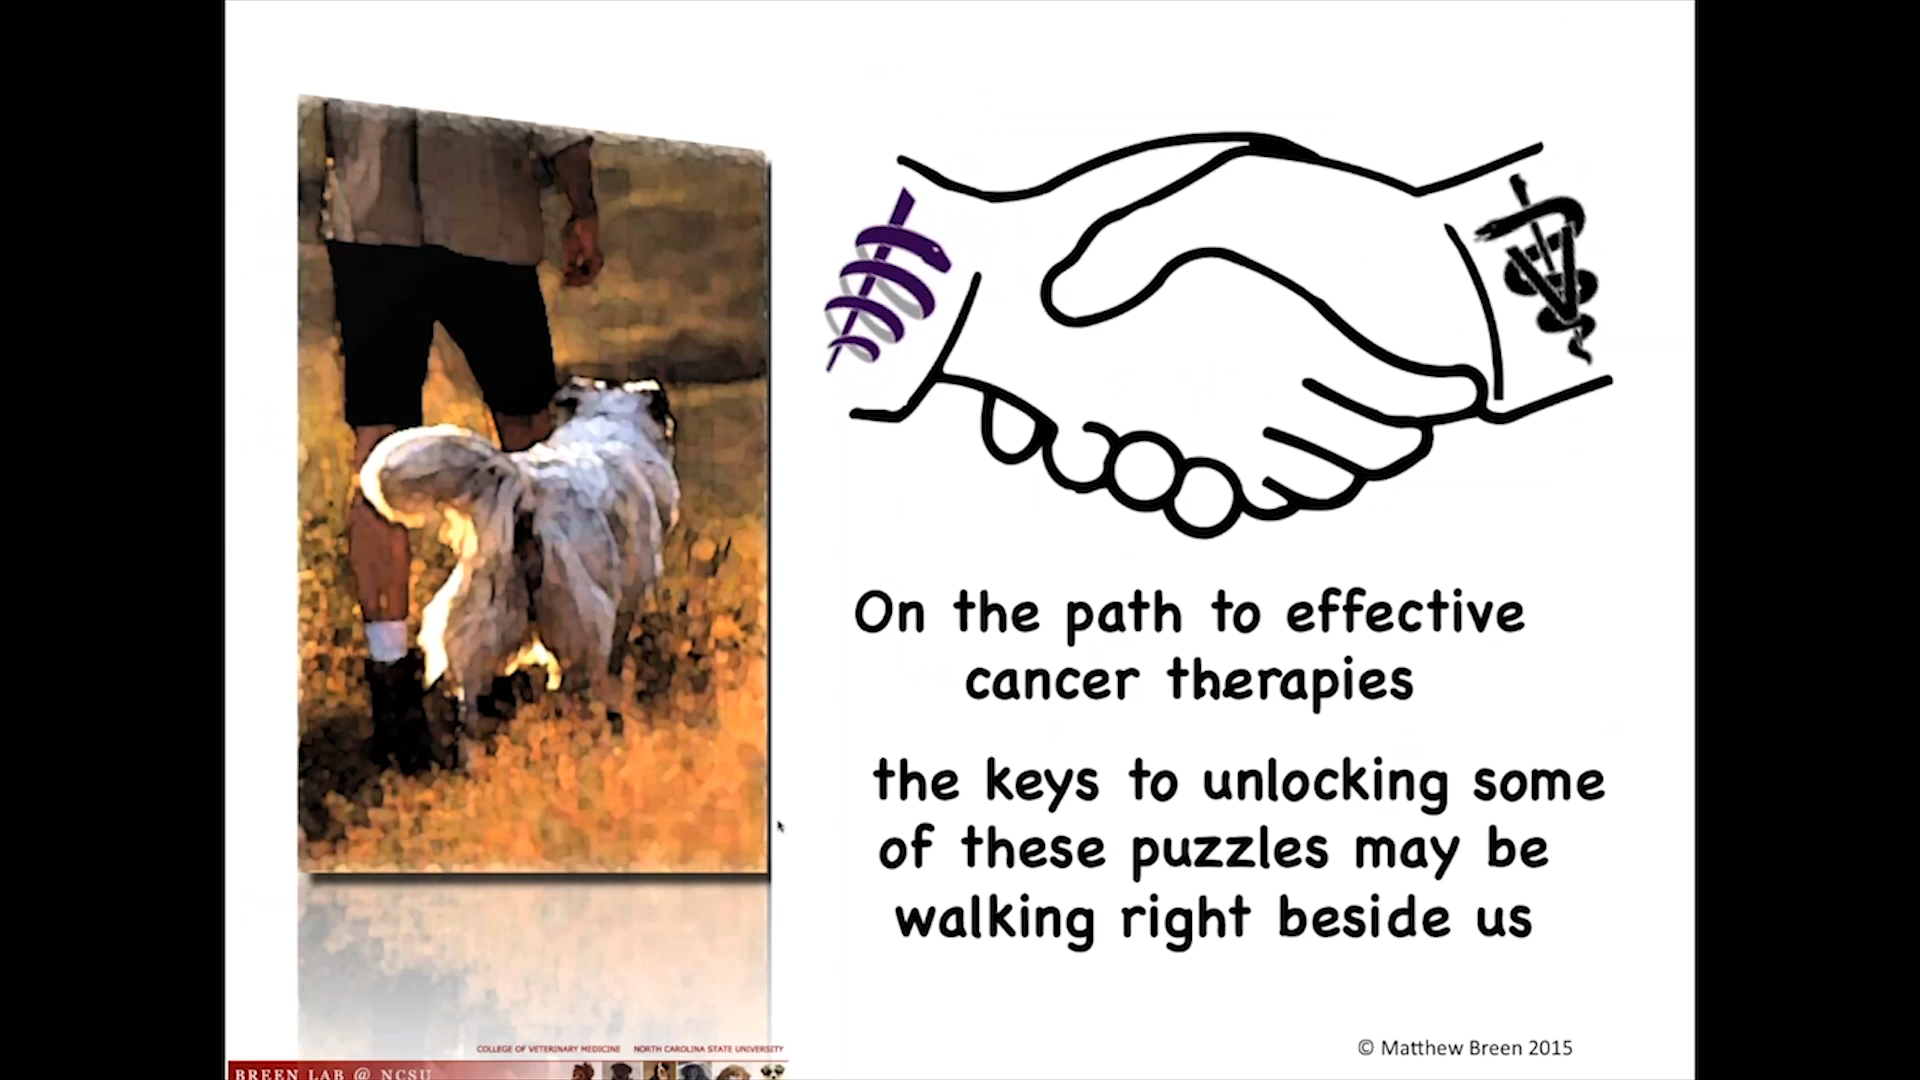 On the path to effective
cancer therapies
the keys to unlocking some
of these puzzles may be
walking right beside us
© Matthew Breen 2015
COLLEGE OF VETERINARY MEDICINE NORTH CAROLINA STATE UNIVERSITY
BREEN LAB @ NCSU